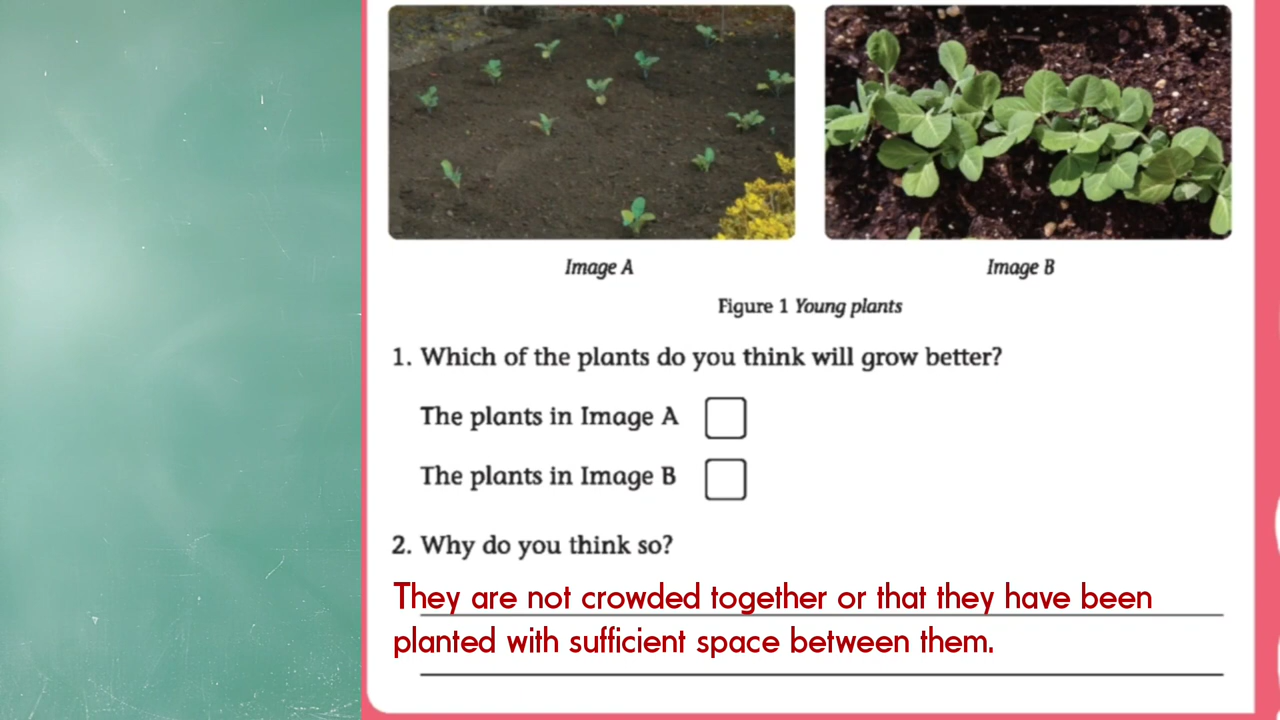 Image A
Image B
Figure 1 Young plants
1. Which of the plants do you think will grow better?
The plants in Image A
The plants in Image B
2. Why do you think so?
They are not crowded together or that they have been
planted with sufficient space between them.